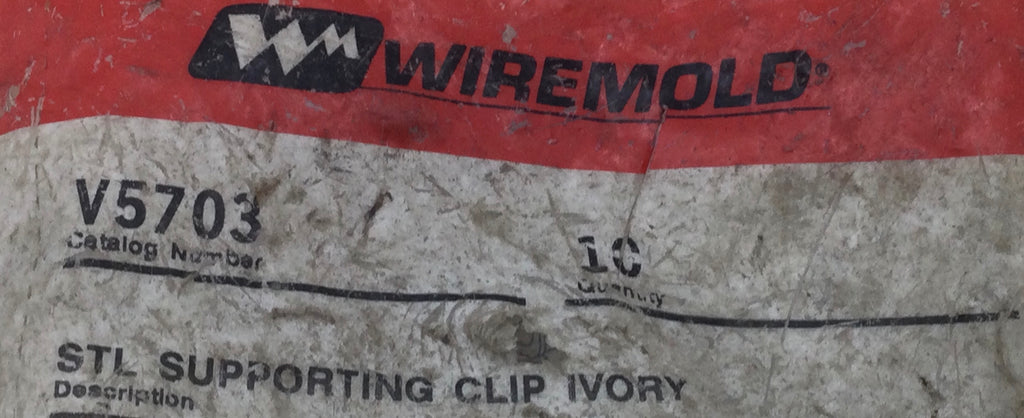 WIREMOLD®
V5703
Catalog Number
10
Quantity
STL SUPPORTING CLIP IVORY
Description